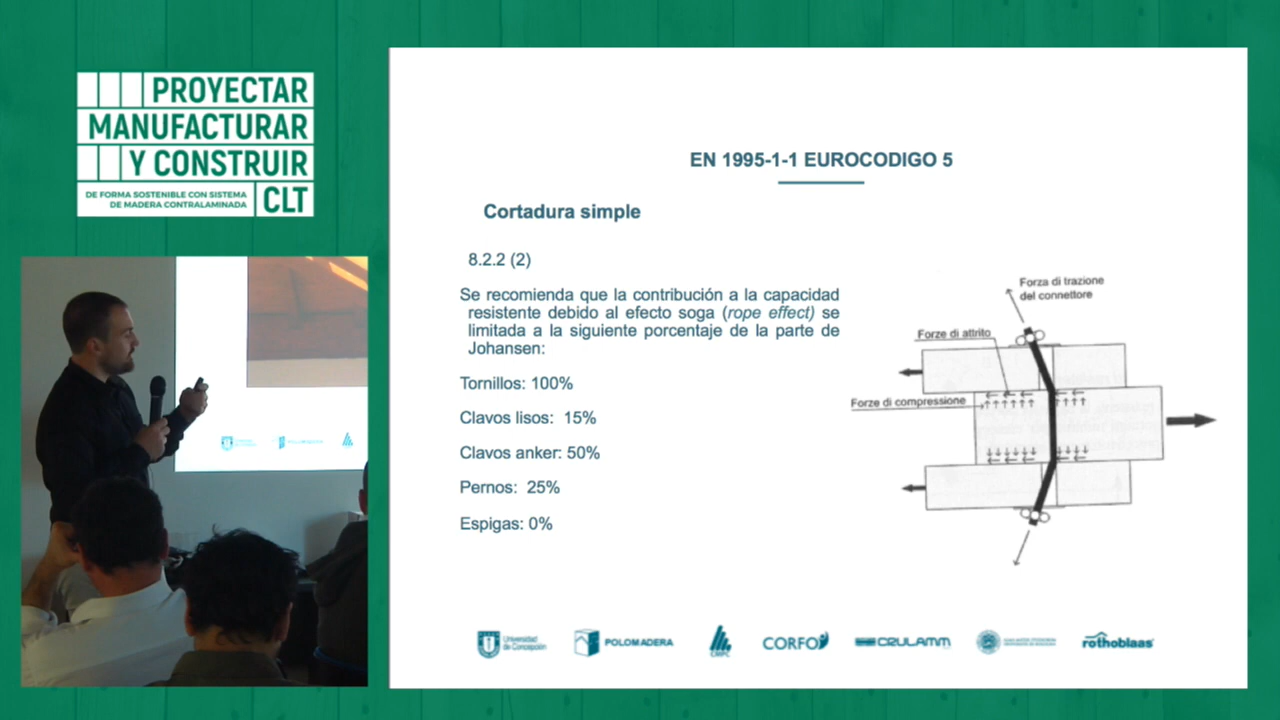 PROYECTAR
MANUFACTURAR
Y CONSTRUIR
DE FORMA SOSTENIBLE CON SISTEMA
DE MADERA CONTRALAMINADA
CLT
EN 1995-1-1 EUROCODIGO 5
Cortadura simple
8.2.2 (2)
Se recomienda que la contribución a la capacidad
resistente debido al efecto soga (rope effect) se
limitada a la siguiente porcentaje de la parte de
Johansen:
Tornillos: 100%
Clavos lisos: 15%
Clavos anker: 50%
Pernos: 25%
Espigas: 0%
Forza di trazione
del connettore
Forze di attrito
Forze di compressione
Universidad
de Concepción
POLOMADERA
CMPC
CORFO
CRULAMM
rothoblaas